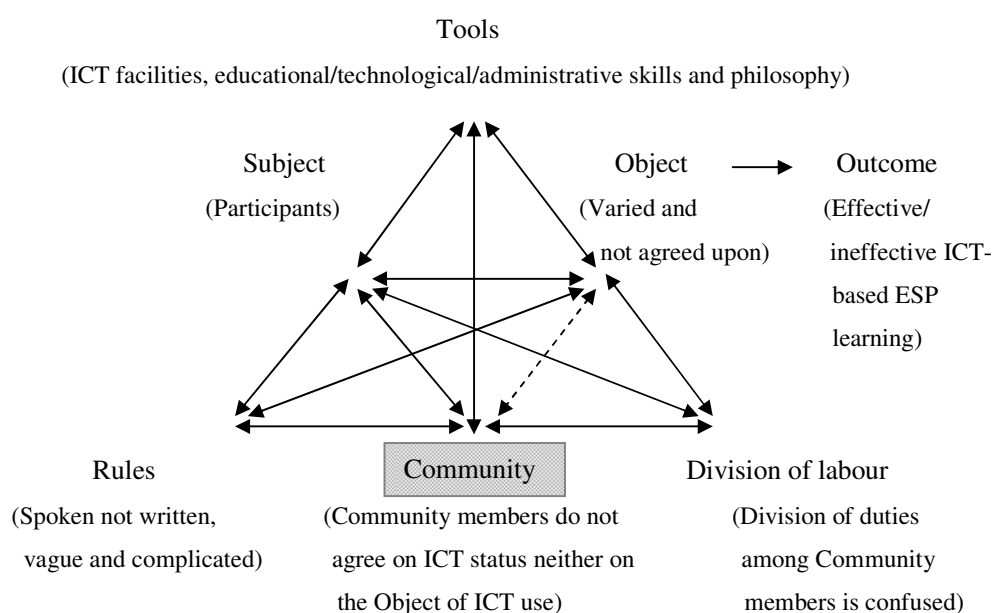 Tools
(ICT facilities, educational/technological/administrative skills and philosophy)
Subject
(Participants)
Object
(Varied and
not agreed upon)
Outcome
(Effective/
ineffective ICT-
based ESP
learning)
Rules
(Spoken not written,
vague and complicated)
Community
(Community members do not
agree on ICT status neither on
the Object of ICT use)
Division of labour
(Division of duties
among Community
members is confused)